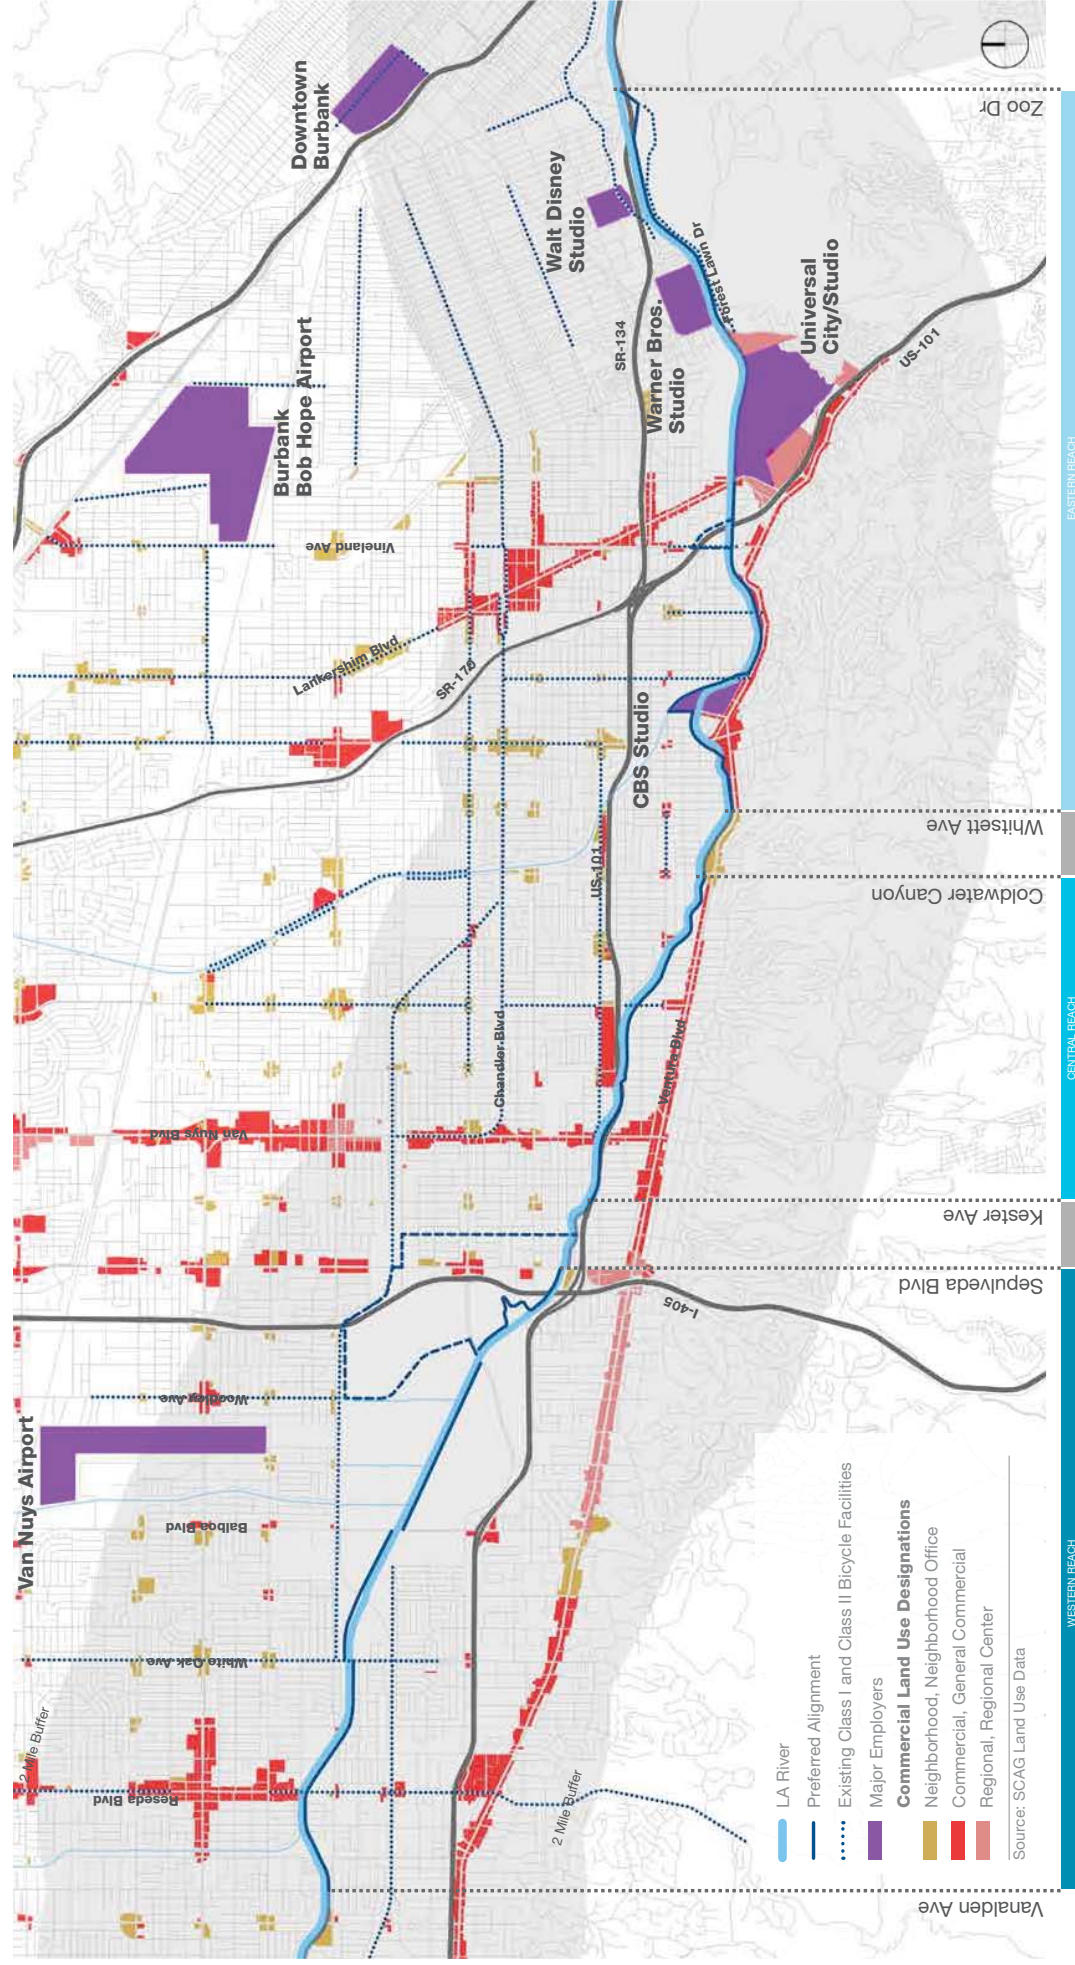 Downtown
Burbank
Zoo Dr
Walt Disney
Studio
Forest Lawn Dr
Universal
City/Studio
US-101
SR-134
Warner Bros.
Studio
Burbank
Bob Hope Airport
Vineland Ave
Lankershim Blvd
SR-170
CBS Studio
EASTERN REACH
Whitsett Ave
US-101
Coldwater Canyon
Chandler Blvd
Ventura Blvd
CENTRAL REACH
Van Nuys Blvd
Kester Ave
Sepulveda Blvd
I-405
Woodley Ave
Van Nuys Airport
Balboa Blvd
White Oak Ave
2 Mile Buffer
Reseda Blvd
2 Mile Buffer
WESTERN REACH
Vanalden Ave
LA River
Preferred Alignment
Existing Class I and Class II Bicycle Facilities
Major Employers
Commercial Land Use Designations
Neighborhood, Neighborhood Office
Commercial, General Commercial
Regional, Regional Center
Source: SCAG Land Use Data